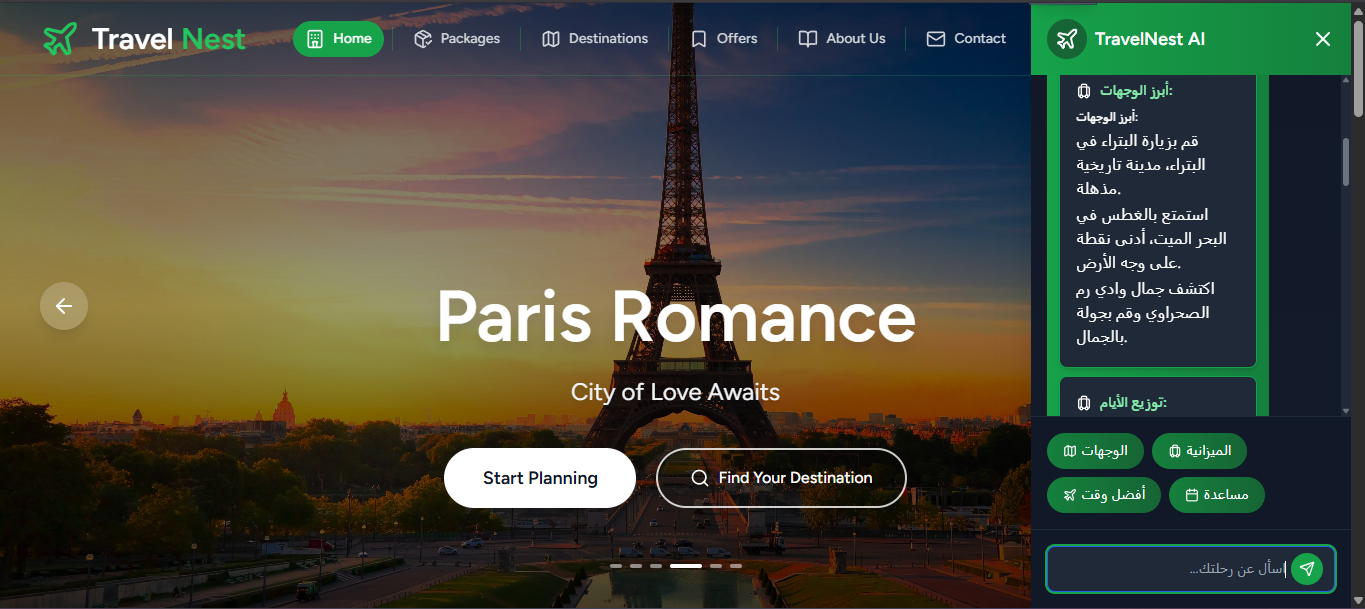 Travel Nest
Home
Packages
Destinations
Offers
About Us
Contact
Paris Romance
City of Love Awaits
Start Planning
Find Your Destination
TravelNest AI
أبرز الوجهات:
أبرز الوجهات:
قم بزيارة البتراء في
البتراء، مدينة تاريخية
مذهلة.
استمتع بالغطس في
البحر الميت، أدنى نقطة
على وجه الأرض.
اكتشف جمال وادي رم
الصحراوي وقم بجولة
بالجمال.
توزيع الأيام:
الوجهات
الميزانية
أفضل وقت
مساعدة
اسأل عن رحلتك...